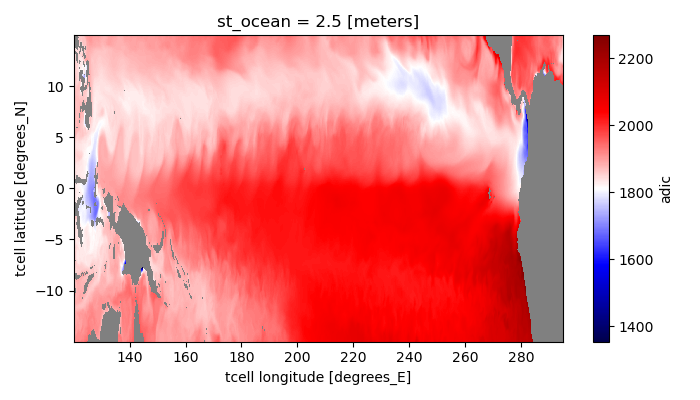 st_ocean = 2.5 [meters]
10
5
0
−5
−10
tcell latitude [degrees_N]
140 160 180 200 220 240 260 280
tcell longitude [degrees_E]
2200
2000
1800
1600
1400
adic